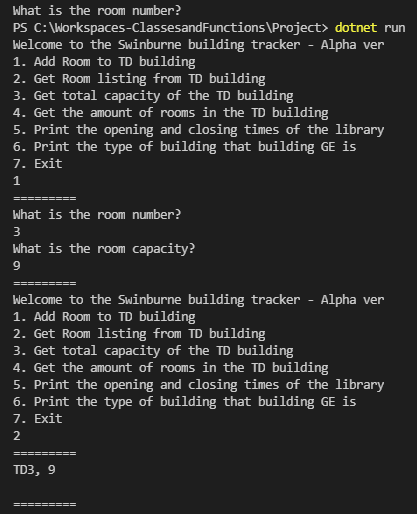 What is the room number?
PS C:\Workspaces-ClassesandFunctions\Project> dotnet run
Welcome to the Swinburne building tracker - Alpha ver
1. Add Room to TD building
2. Get Room listing from TD building
3. Get total capacity of the TD building
4. Get the amount of rooms in the TD building
5. Print the opening and closing times of the library
6. Print the type of building that building GE is
7. Exit
1
=========
What is the room number?
3
What is the room capacity?
9
=========
Welcome to the Swinburne building tracker - Alpha ver
1. Add Room to TD building
2. Get Room listing from TD building
3. Get total capacity of the TD building
4. Get the amount of rooms in the TD building
5. Print the opening and closing times of the library
6. Print the type of building that building GE is
7. Exit
2
=========
TD3, 9
=========